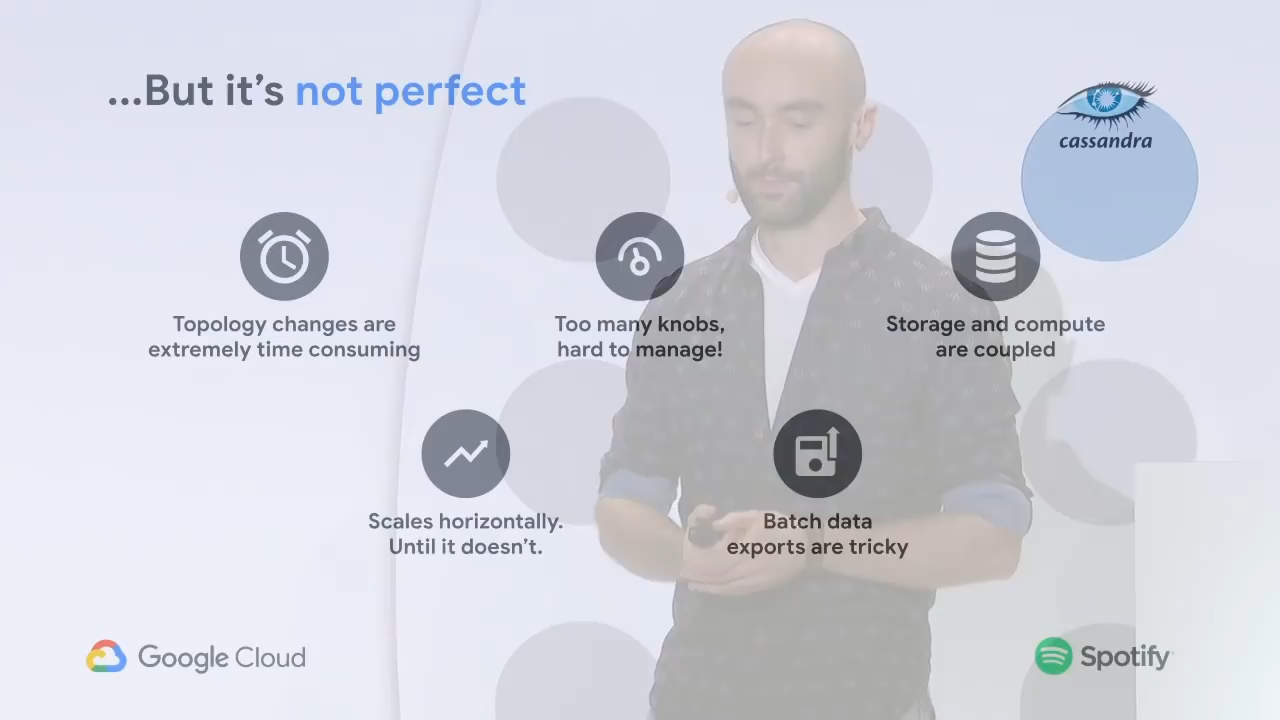 ...But it's not perfect
cassandra
Topology changes are
extremely time consuming
Too many knobs,
hard to manage!
Storage and compute
are coupled
Scales horizontally.
Until it doesn't.
Batch data
exports are tricky
Google Cloud
Spotify